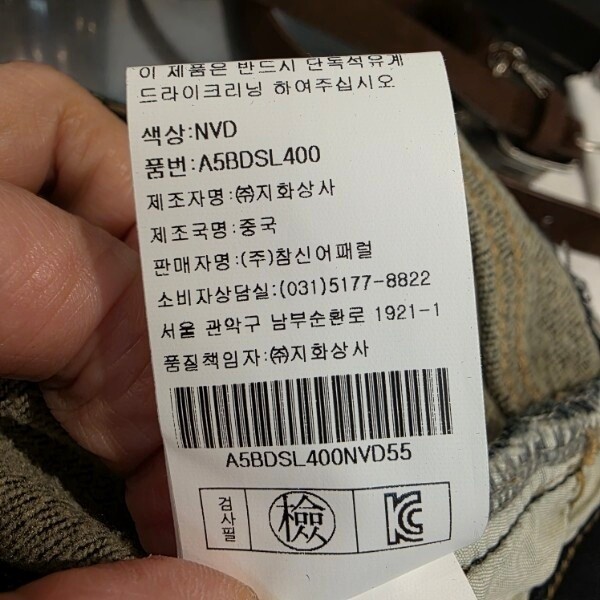 이 제품은 반드시 단독석유계
드라이크리닝 하여주십시오
색상:NVD
품번:A5BDSL400
제조자명:㈜지화상사
제조국명:중국
판매자명:(주)참신어패럴
소비자상담실:(031)5177-8822
서울 관악구 남부순환로 1921-1
품질책임자:㈜지화상사
A5BDSL400NVD55
검사필
檢
KC